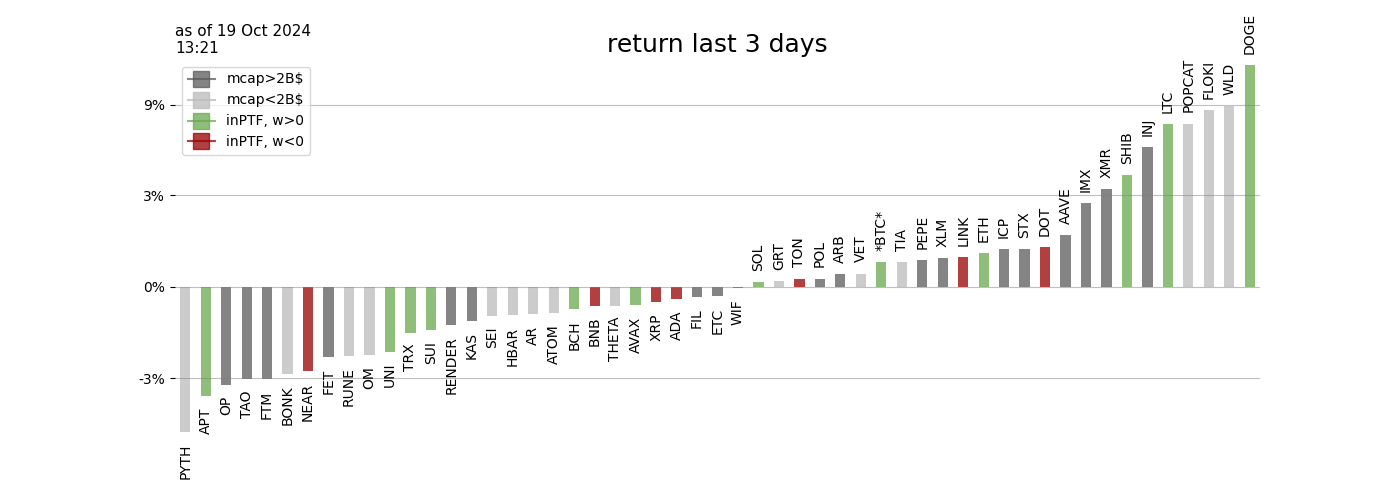 as of 19 Oct 2024
13:21
return last 3 days
mcap>2B$
mcap<2B$
inPTF, w>0
inPTF, w<0
9%
3%
0%
-3%
PYTH
APT
OP
TAO
FTM
BONK
NEAR
FET
RUNE
OM
UNI
TRX
SUI
RENDER
KAS
SEI
HBAR
AR
ATOM
BCH
BNB
THETA
AVAX
XRP
ADA
FIL
ETC
WIF
SOL
GRT
TON
POL
ARB
VET
*BTC*
TIA
PEPE
XLM
LINK
ETH
ICP
STX
DOT
AAVE
IMX
XMR
SHIB
INJ
LTC
POPCAT
FLOKI
WLD
DOGE